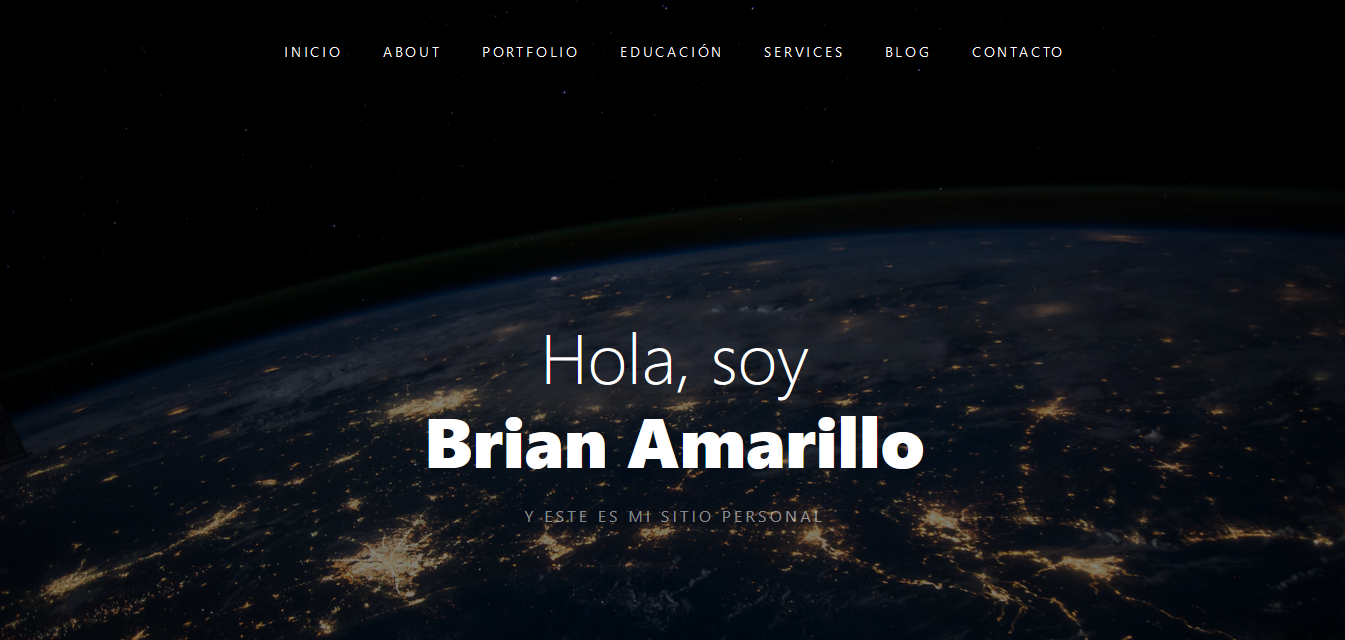 INICIO ABOUT PORTFOLIO EDUCACIÓN SERVICES BLOG CONTACTO
Hola, soy
Brian Amarillo
Y ESTE ES MI SITIO PERSONAL